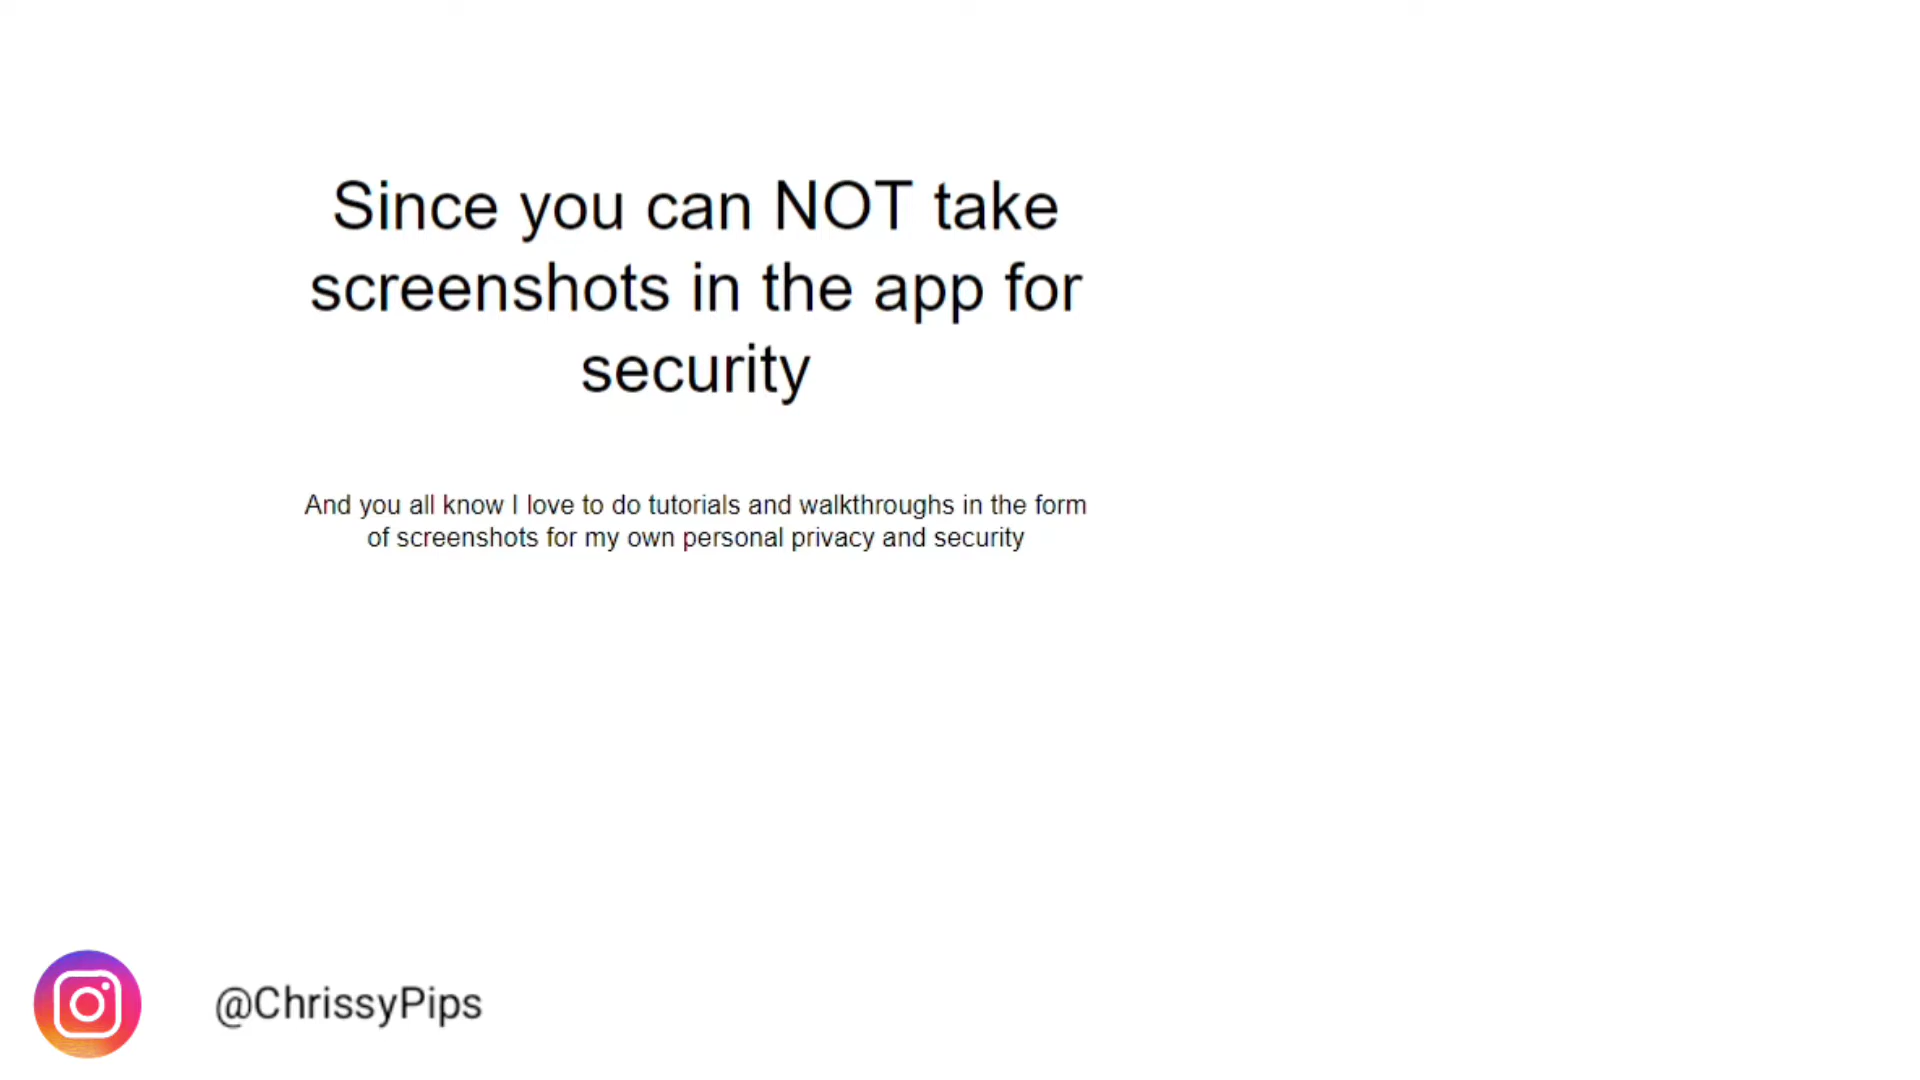 Since you can NOT take
screenshots in the app for
security
And you all know I love to do tutorials and walkthroughs in the form
of screenshots for my own personal privacy and security
@ChrissyPips